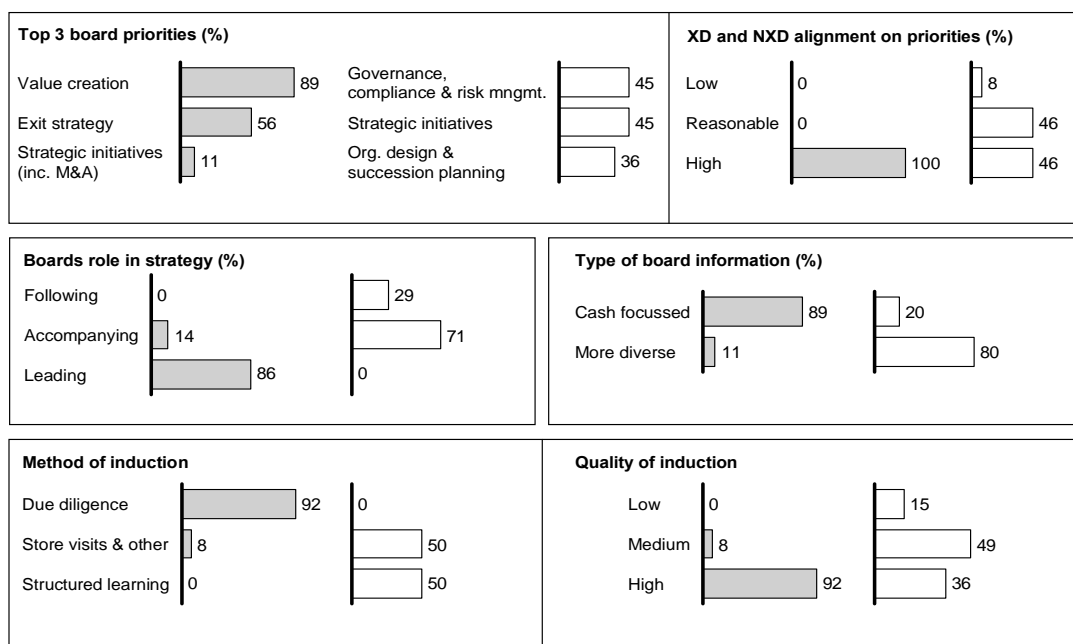 Top 3 board priorities (%)
Value creation 89
Exit strategy 56
Strategic initiatives
(inc. M&A) 11
Governance,
compliance & risk mngmt. 45
Strategic initiatives 45
Org. design &
succession planning 36
XD and NXD alignment on priorities (%)
Low 0 8
Reasonable 0 46
High 100 46
Boards role in strategy (%)
Following 0 29
Accompanying 14 71
Leading 86 0
Type of board information (%)
Cash focussed 89 20
More diverse 11 80
Method of induction
Due diligence 92 0
Store visits & other 8 50
Structured learning 0 50
Quality of induction
Low 0 15
Medium 8 49
High 92 36